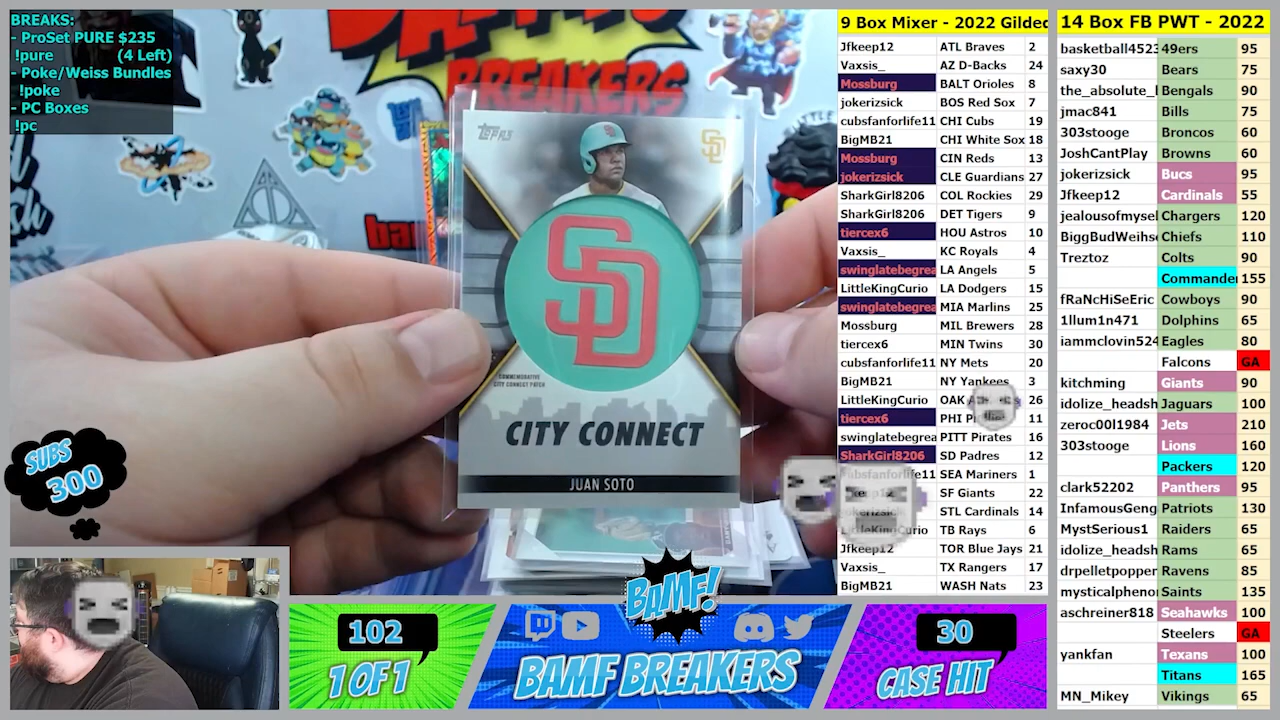 BREAKS:
- ProSet PURE $235
!pure (4 Left)
- Poke/Weiss Bundles
!poke
- PC Boxes
!pc
BREAKERS
TOPPS
SD
COMMEMORATIVE
CITY CONNECT PATCH
CITY CONNECT
JUAN SOTO
SUBS
300
9 Box Mixer - 2022 Gilded
Jfkeep12 ATL Braves 2
Vaxsis_ AZ D-Backs 24
Mossburg BALT Orioles 8
jokerizsick BOS Red Sox 7
cubsfanforlife11 CHI Cubs 19
BigMB21 CHI White Sox 18
Mossburg CIN Reds 13
jokerizsick CLE Guardians 27
SharkGirl8206 COL Rockies 29
SharkGirl8206 DET Tigers 9
tiercex6 HOU Astros 10
Vaxsis_ KC Royals 4
swinglatebegrea LA Angels 5
LittleKingCurio LA Dodgers 15
swinglatebegrea MIA Marlins 25
Mossburg MIL Brewers 28
tiercex6 MIN Twins 30
cubsfanforlife11 NY Mets 20
BigMB21 NY Yankees 3
LittleKingCurio OAK 26
tiercex6 PHI 11
swinglatebegrea PITT Pirates 16
SharkGirl8206 SD Padres 12
SEA Mariners 1
SF Giants 22
STL Cardinals 14
LittleKingCurio TB Rays 6
Jfkeep12 TOR Blue Jays 21
Vaxsis_ TX Rangers 17
BigMB21 WASH Nats 23
14 Box FB PWT - 2022
basketball4523 49ers 95
saxy30 Bears 75
the_absolute_l Bengals 90
jmac841 Bills 75
303stooge Broncos 60
JoshCantPlay Browns 60
jokerizsick Bucs 95
Jfkeep12 Cardinals 55
jealousofmysel Chargers 120
BiggBudWeihs Chiefs 110
Treztoz Colts 90
Commander 155
fRaNcHiSeEric Cowboys 90
1llum1n471 Dolphins 65
iammclovin524 Eagles 80
Falcons GA
kitchming Giants 90
idolize_headsh Jaguars 100
zeroc00l1984 Jets 210
303stooge Lions 160
Packers 120
clark52202 Panthers 95
InfamousGeng Patriots 130
MystSerious1 Raiders 65
idolize_headsh Rams 65
drpelletpopper Ravens 85
mysticalpheno Saints 135
aschreiner818 Seahawks 100
Steelers GA
yankfan Texans 100
Titans 165
MN_Mikey Vikings 65
102
1 OF 1
BAMF!
BAMF BREAKERS
30
CASE HIT